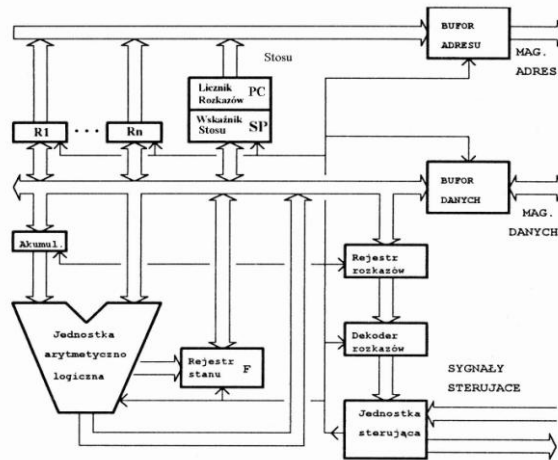 BUFOR
ADRESU
MAG.
ADRES
Stosu
Licznik
Rozkazów
PC
Wskaźnik
Stosu
SP
R1
Rn
BUFOR
DANYCH
MAG.
DANYCH
Akumul.
Rejestr
rozkazów
Jednostka
arytmetyczno
logiczna
Rejestr
stanu
F
Dekoder
rozkazów
SYGNAŁY
STERUJACE
Jednostka
sterująca